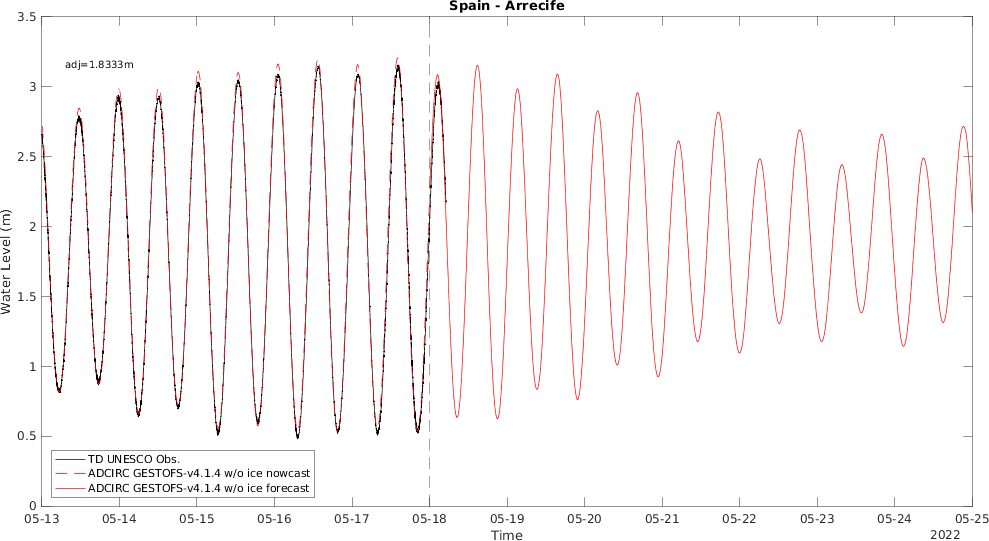 Spain - Arrecife
adj=1.8333m
Water Level (m)
3.5
3
2.5
2
1.5
1
0.5
0
TD UNESCO Obs.
ADCIRC GESTOFS-v4.1.4 w/o ice nowcast
ADCIRC GESTOFS-v4.1.4 w/o ice forecast
05-13 05-14 05-15 05-16 05-17 05-18 05-19 05-20 05-21 05-22 05-23 05-24 05-25
Time
2022